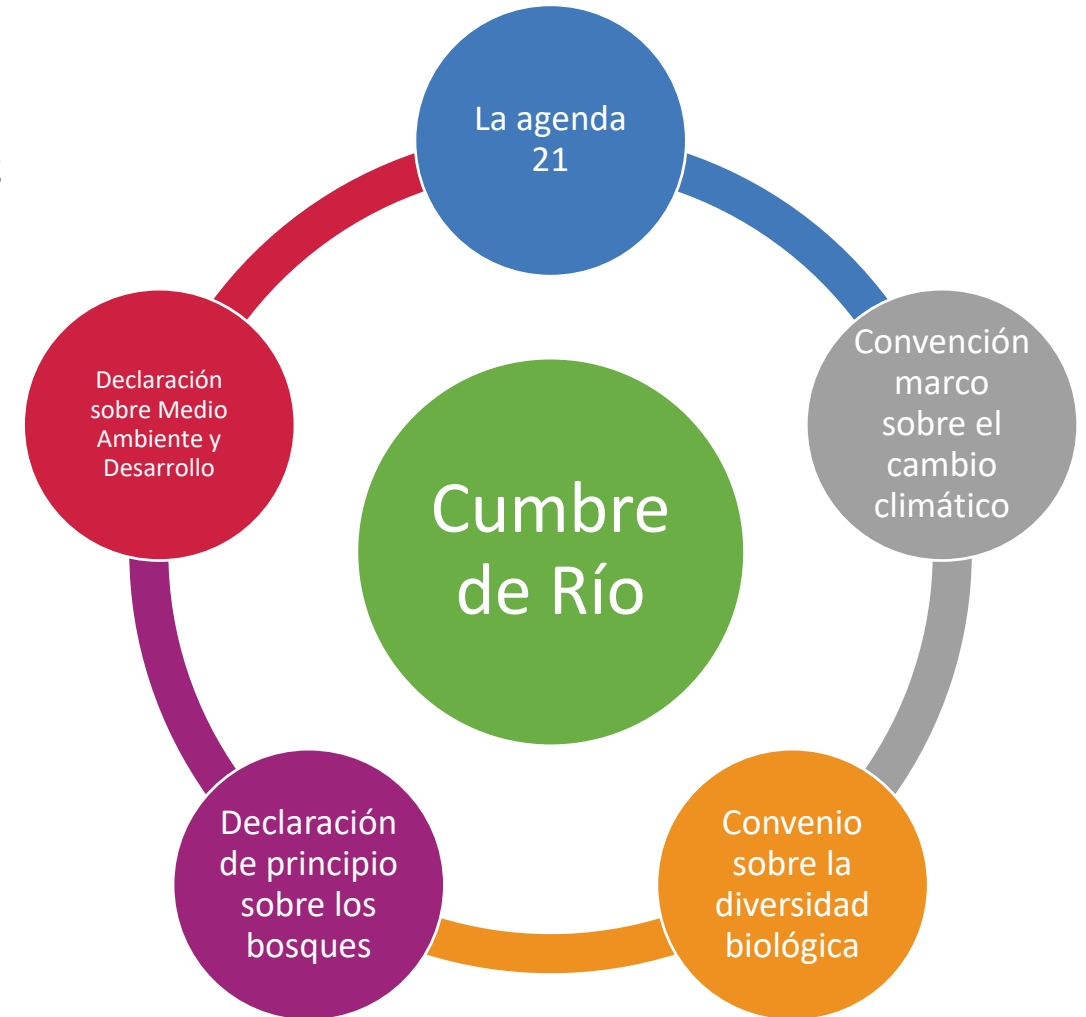 La agenda
21
Convención
marco
sobre el
cambio
climático
Convenio
sobre la
diversidad
biológica
Declaración
de principio
sobre los
bosques
Declaración
sobre Medio
Ambiente y
Desarrollo
Cumbre
de Río